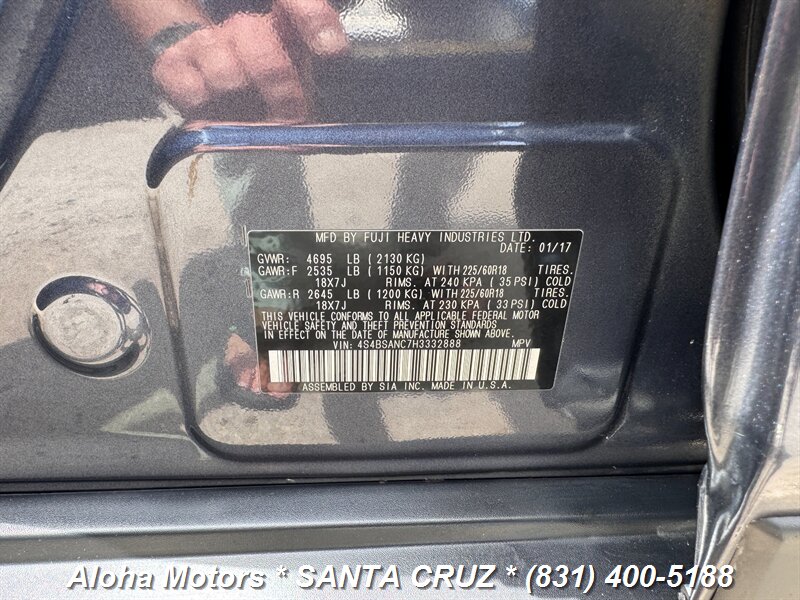 MFD BY FUJI HEAVY INDUSTRIES LTD.
DATE: 01/17
GVWR: 4695 LB (2130 KG)
GAWR:F 2535 LB (1150 KG) WITH 225/60R18 TIRES.
18X7J RIMS. AT 240 KPA (35 PSI) COLD
GAWR:R 2645 LB (1200 KG) WITH 225/60R18 TIRES.
18X7J RIMS. AT 230 KPA (33 PSI) COLD
THIS VEHICLE CONFORMS TO ALL APPLICABLE FEDERAL MOTOR
VEHICLE SAFETY AND THEFT PREVENTION STANDARDS
IN EFFECT ON THE DATE OF MANUFACTURE SHOWN ABOVE.
VIN: 4S4BSANC7H3332888 MPV
ASSEMBLED BY SIA INC. MADE IN U.S.A.
Aloha Motors * SANTA CRUZ * (831) 400-5188